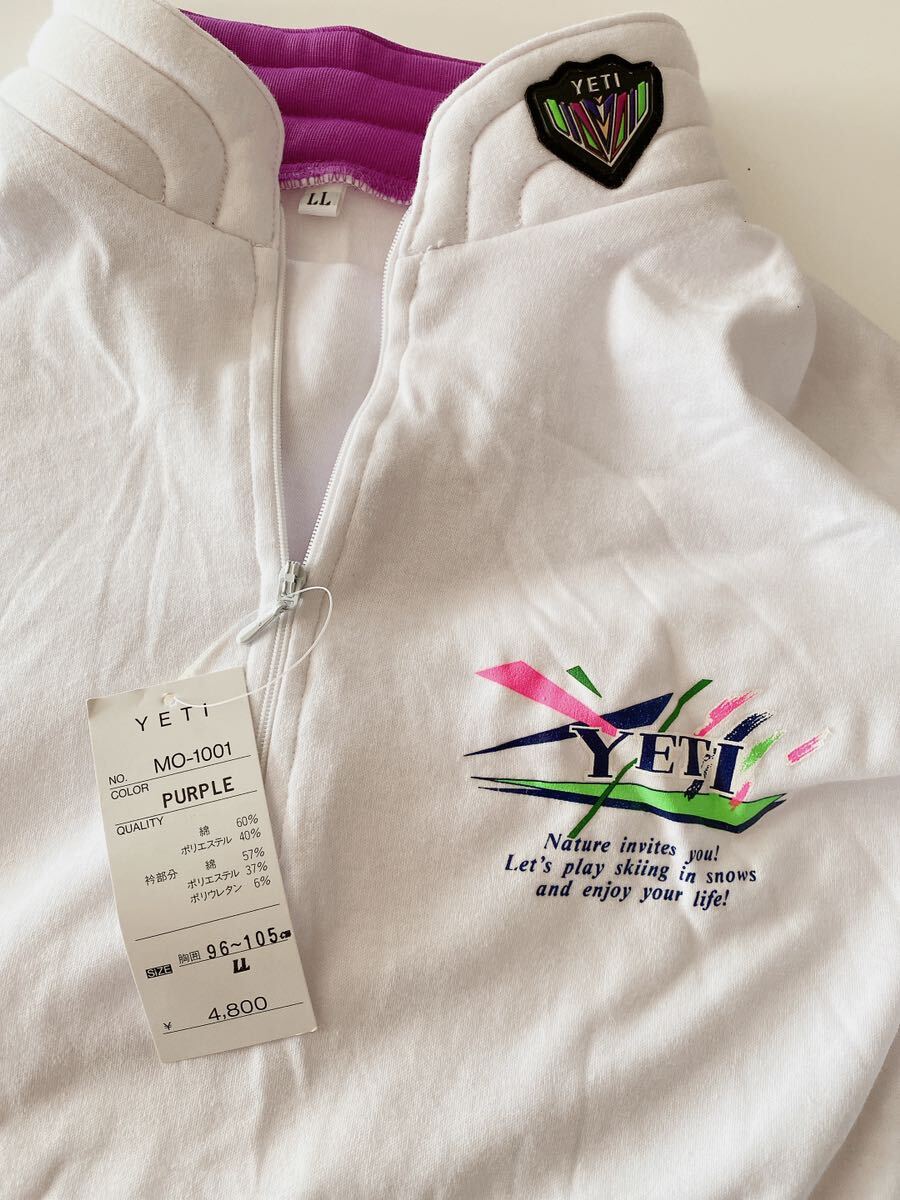 YETI
LL
YETi
NO. MO-1001
COLOR PURPLE
QUALITY
綿 60%
ポリエステル 40%
衿部分 綿 57%
ポリエステル 37%
ポリウレタン 6%
SIZE 胸囲 96~105cm
LL
¥ 4,800
YETI
Nature invites you!
Let's play skiing in snows
and enjoy your life!